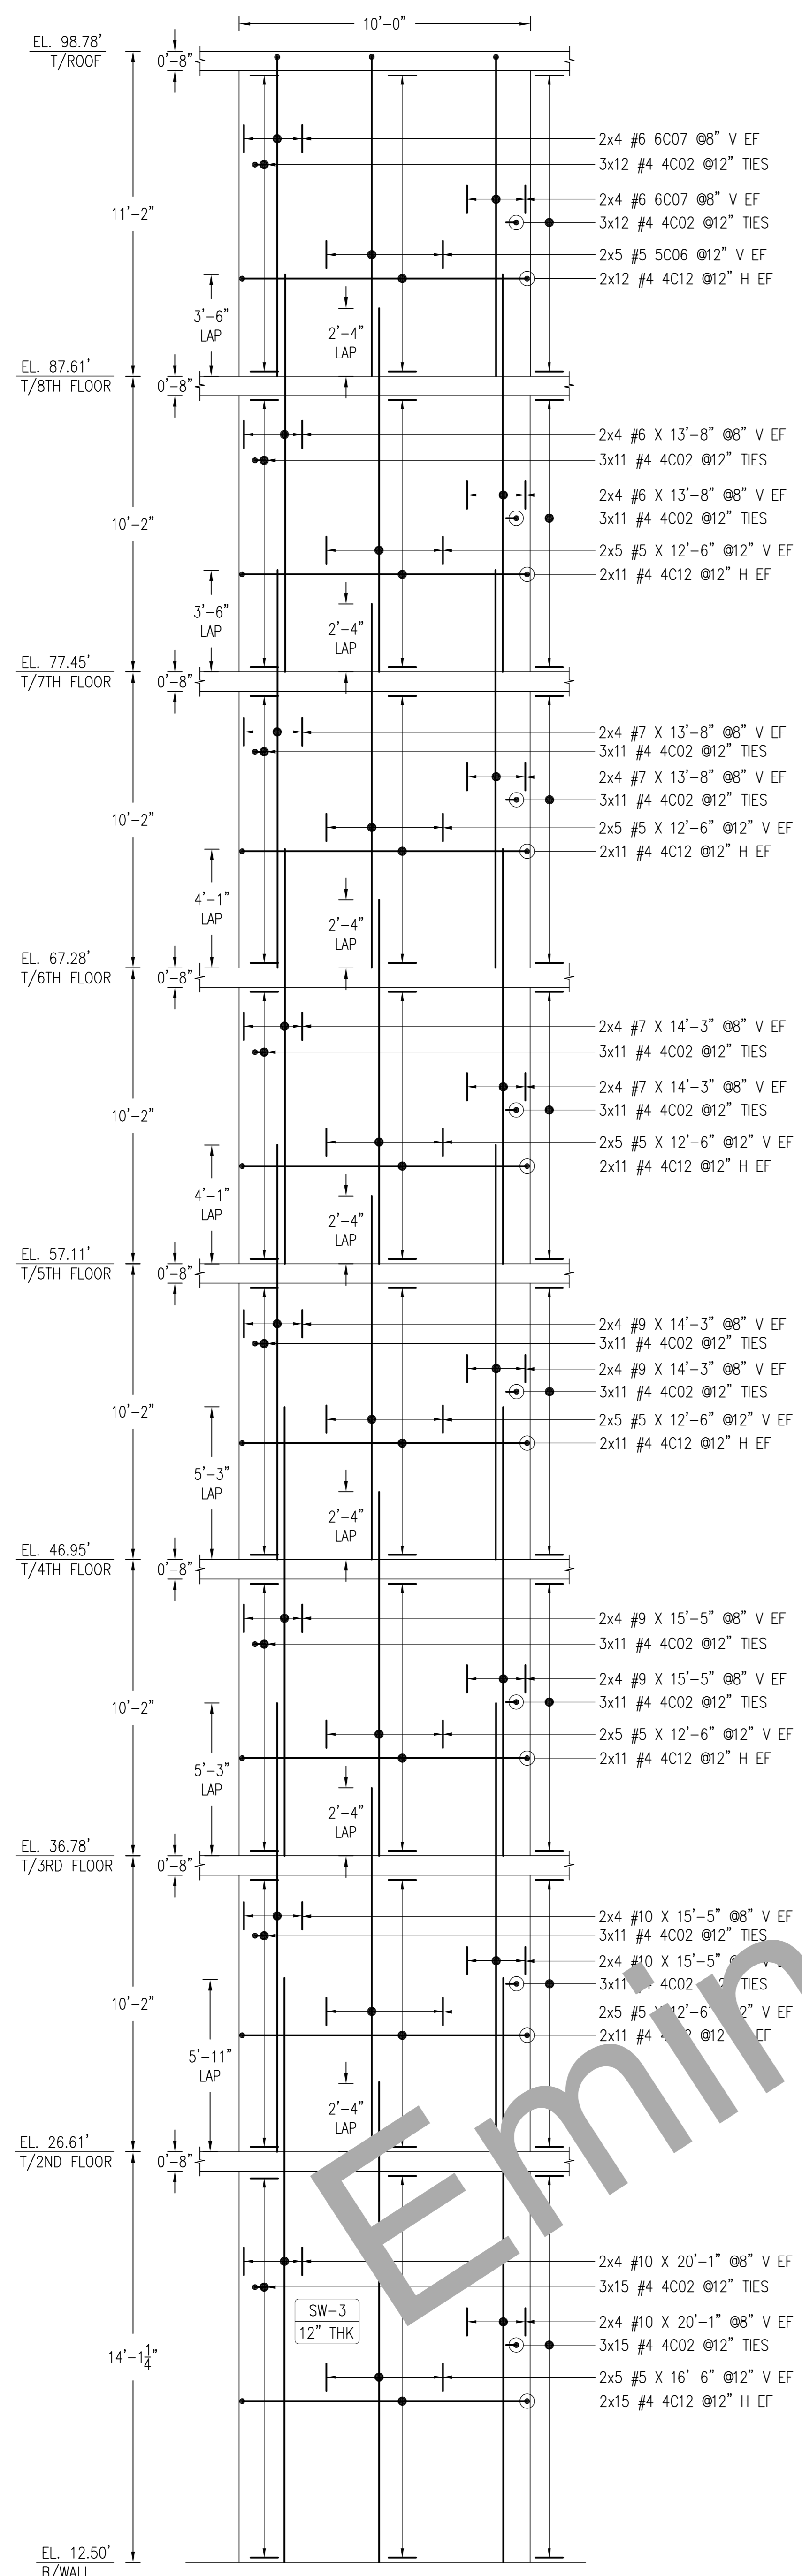 10'-0"
EL. 98.78'
T/ROOF
0'-8"
2x4 #6 6C07 @8" V EF
3x12 #4 4C02 @12" TIES
2x4 #6 6C07 @8" V EF
11'-2"
3x12 #4 4C02 @12" TIES
2x5 #5 5C06 @12" V EF
2x12 #4 4C12 @12" H EF
3'-6"
LAP
2'-4"
LAP
EL. 87.61'
T/8TH FLOOR
0'-8"
2x4 #6 X 13'-8" @8" V EF
3x11 #4 4C02 @12" TIES
2x4 #6 X 13'-8" @8" V EF
3x11 #4 4C02 @12" TIES
10'-2"
2x5 #5 X 12'-6" @12" V EF
2x11 #4 4C12 @12" H EF
3'-6"
LAP
2'-4"
LAP
EL. 77.45'
T/7TH FLOOR
0'-8"
2x4 #7 X 13'-8" @8" V EF
3x11 #4 4C02 @12" TIES
2x4 #7 X 13'-8" @8" V EF
3x11 #4 4C02 @12" TIES
10'-2"
2x5 #5 X 12'-6" @12" V EF
2x11 #4 4C12 @12" H EF
4'-1"
LAP
2'-4"
LAP
EL. 67.28'
T/6TH FLOOR
0'-8"
2x4 #7 X 14'-3" @8" V EF
3x11 #4 4C02 @12" TIES
2x4 #7 X 14'-3" @8" V EF
3x11 #4 4C02 @12" TIES
10'-2"
2x5 #5 X 12'-6" @12" V EF
2x11 #4 4C12 @12" H EF
4'-1"
LAP
2'-4"
LAP
EL. 57.11'
T/5TH FLOOR
0'-8"
2x4 #9 X 14'-3" @8" V EF
3x11 #4 4C02 @12" TIES
2x4 #9 X 14'-3" @8" V EF
3x11 #4 4C02 @12" TIES
10'-2"
2x5 #5 X 12'-6" @12" V EF
2x11 #4 4C12 @12" H EF
5'-3"
LAP
2'-4"
LAP
EL. 46.95'
T/4TH FLOOR
0'-8"
2x4 #9 X 15'-5" @8" V EF
3x11 #4 4C02 @12" TIES
2x4 #9 X 15'-5" @8" V EF
3x11 #4 4C02 @12" TIES
10'-2"
2x5 #5 X 12'-6" @12" V EF
2x11 #4 4C12 @12" H EF
5'-3"
LAP
2'-4"
LAP
EL. 36.78'
T/3RD FLOOR
0'-8"
2x4 #10 X 15'-5" @8" V EF
3x11 #4 4C02 @12" TIES
2x4 #10 X 15'-5" V
3x11 4C02 TIES
10'-2"
2x5 #5 V EF
2x11 #4 EF
5'-11"
LAP
2'-4"
LAP
EL. 26.61'
T/2ND FLOOR
0'-8"
Emin
2x4 #10 X 20'-1" @8" V EF
3x15 #4 4C02 @12" TIES
SW-3
12" THK
2x4 #10 X 20'-1" @8" V EF
3x15 #4 4C02 @12" TIES
14'-1 1/4"
2x5 #5 X 16'-6" @12" V EF
2x15 #4 4C12 @12" H EF
EL. 12.50'
B/WALL